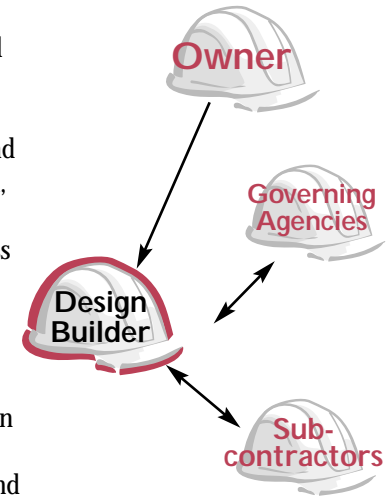 Owner
Governing
Agencies
Design
Builder
Sub-
contractors